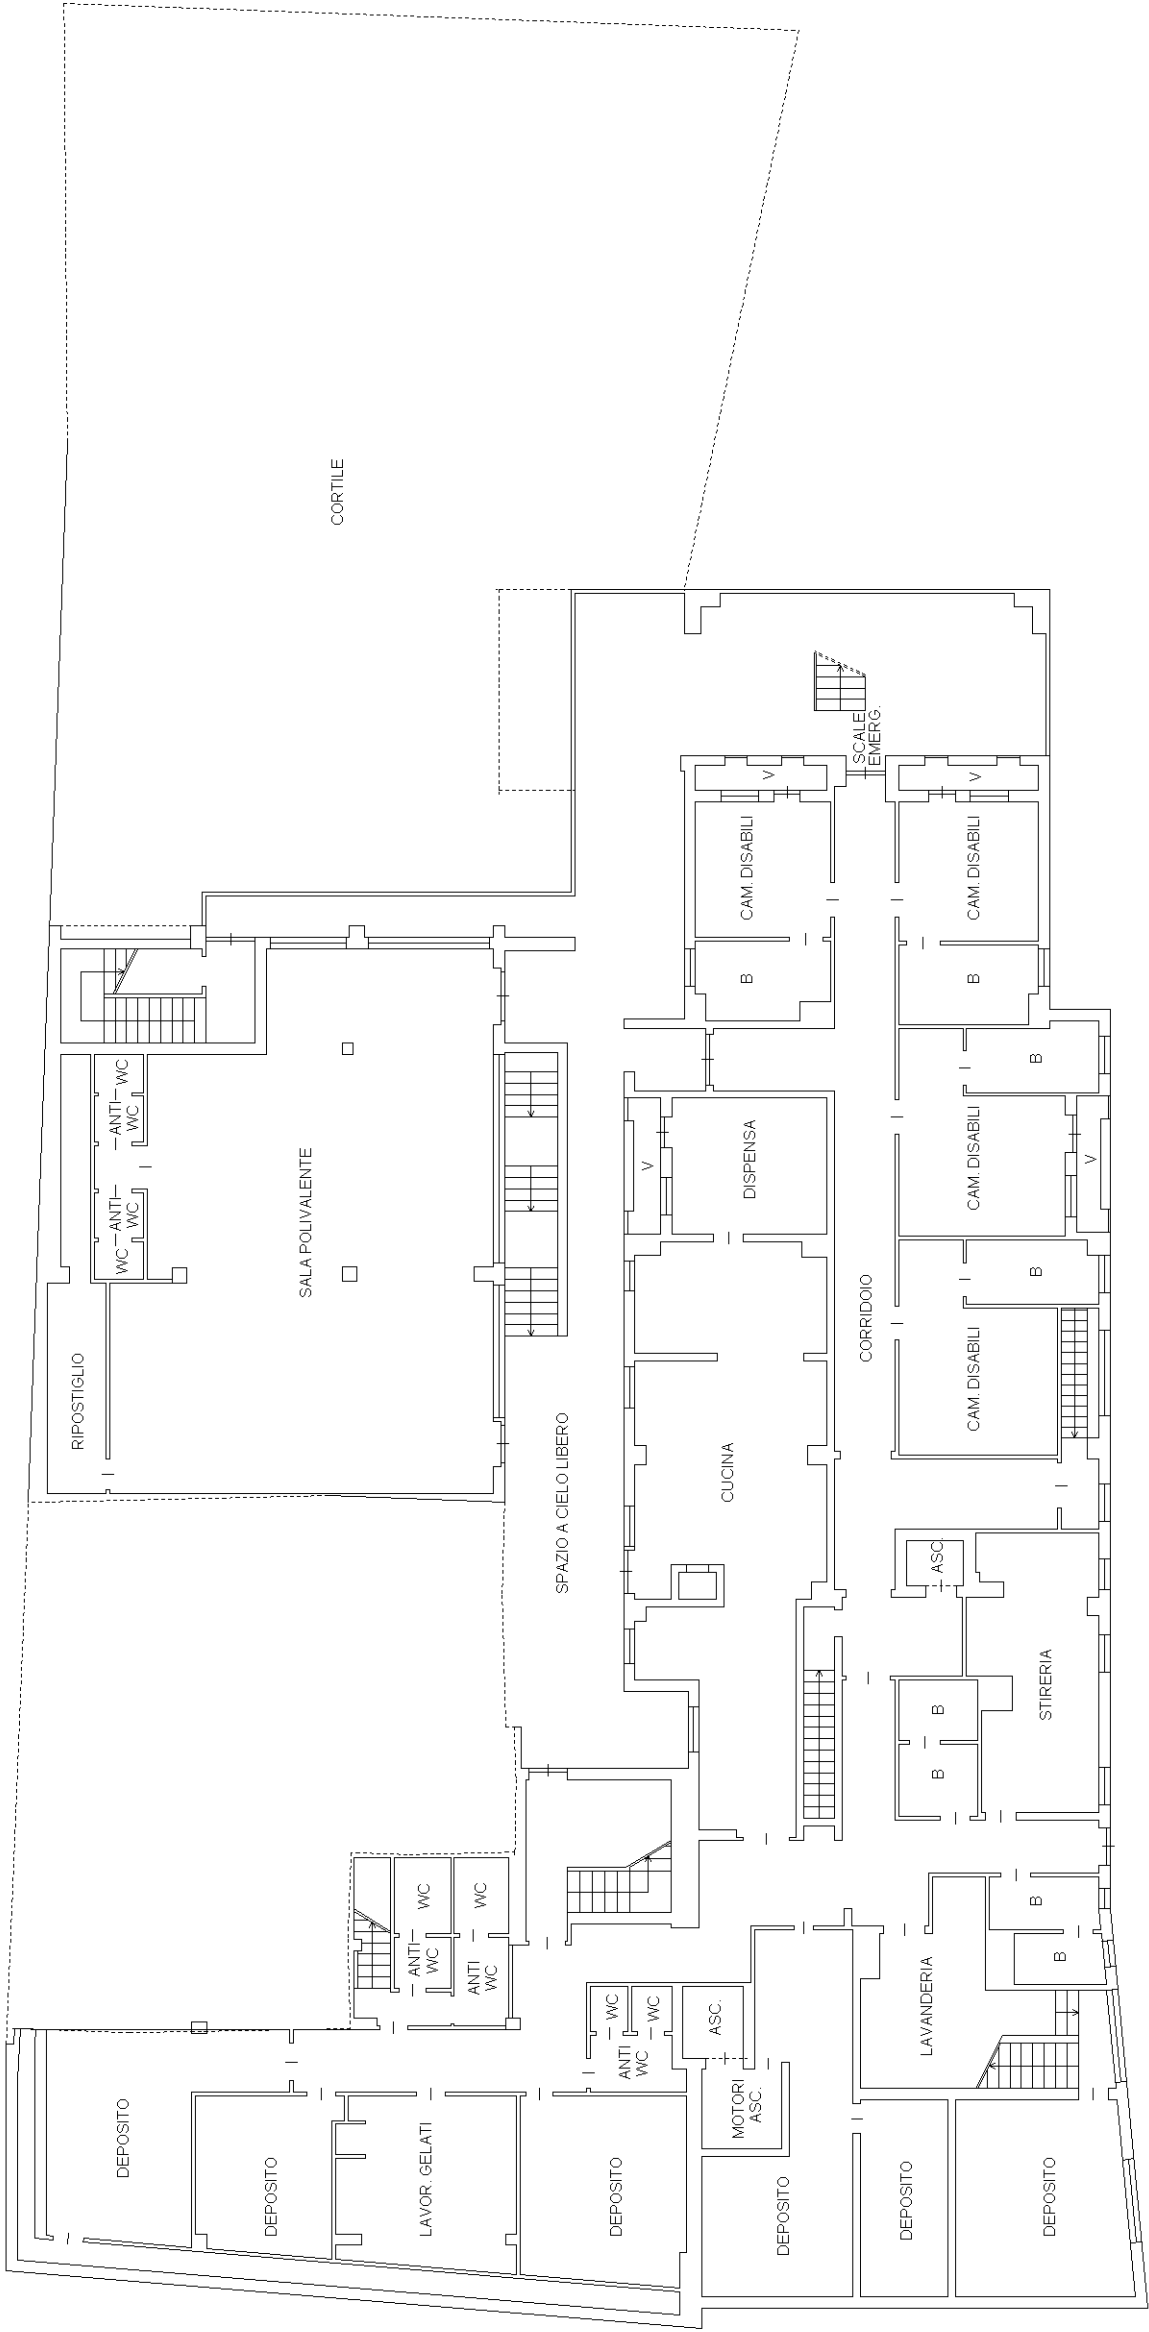 CORTILE
SCALE
EMERG.
V
V
CAM. DISABILI
CAM. DISABILI
B
B
WC
ANTI
WC
ANTI
WC
WC
SALA POLIVALENTE
RIPOSTIGLIO
B
CAM. DISABILI
V
V
DISPENSA
CORRIDOIO
B
CAM. DISABILI
SPAZIO A CIELO LIBERO
CUCINA
ASC.
STIRERIA
B
B
WC
WC
ANTI
WC
ANTI
WC
B
B
LAVANDERIA
WC
WC
ANTI
WC
ASC.
MOTORI
ASC.
DEPOSITO
DEPOSITO
LAVOR. GELATI
DEPOSITO
DEPOSITO
DEPOSITO
DEPOSITO